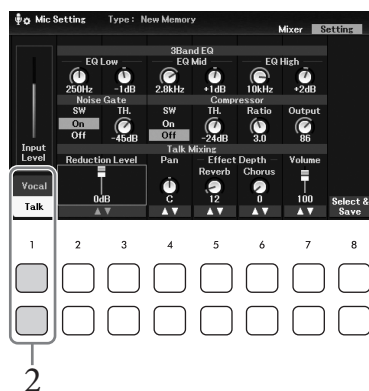 Mic Setting Type : New Memory
Mixer Setting
3Band EQ
EQ Low EQ Mid EQ High
250Hz -1dB 2.8kHz +1dB 10kHz +2dB
Noise Gate Compressor
SW TH. SW TH. Ratio Output
On On
Off -45dB Off -24dB 3.0 86
Input Level
Talk Mixing
Reduction Level Pan Effect Depth Volume
Reverb Chorus
Vocal
Talk
0dB C 12 0 100
Select & Save
1 2 3 4 5 6 7 8
2